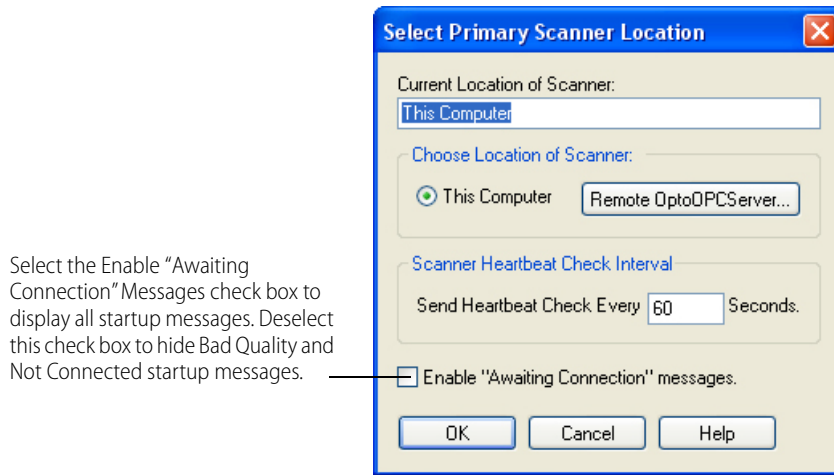 Select Primary Scanner Location
Current Location of Scanner:
This Computer
Choose Location of Scanner:
This Computer
Remote OptoOPCServer...
Scanner Heartbeat Check Interval
Send Heartbeat Check Every 60 Seconds.
Select the Enable “Awaiting
Connection” Messages check box to
display all startup messages. Deselect
this check box to hide Bad Quality and
Not Connected startup messages.
Enable "Awaiting Connection" messages.
OK Cancel Help